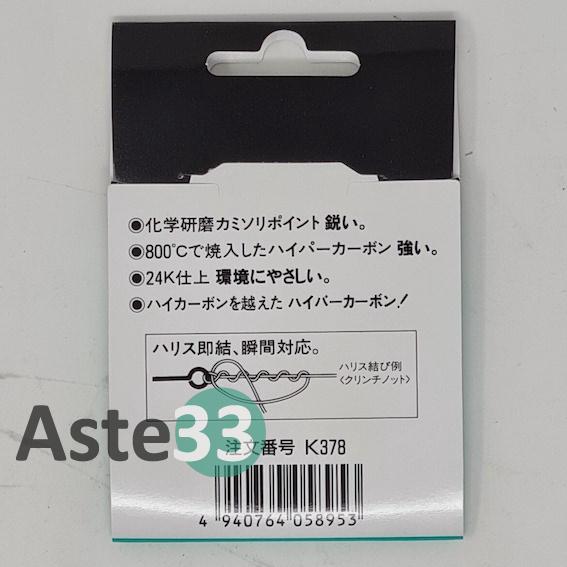 ◉化学研磨カミソリポイント 鋭い。
◉800℃で焼入したハイパーカーボン 強い。
◉24K仕上 環境にやさしい。
◉ハイカーボンを越えた ハイパーカーボン!
ハリス即結、瞬間対応。
ハリス結び例
〈クリンチノット〉
Aste33
注文番号 K378
4 940764 058953